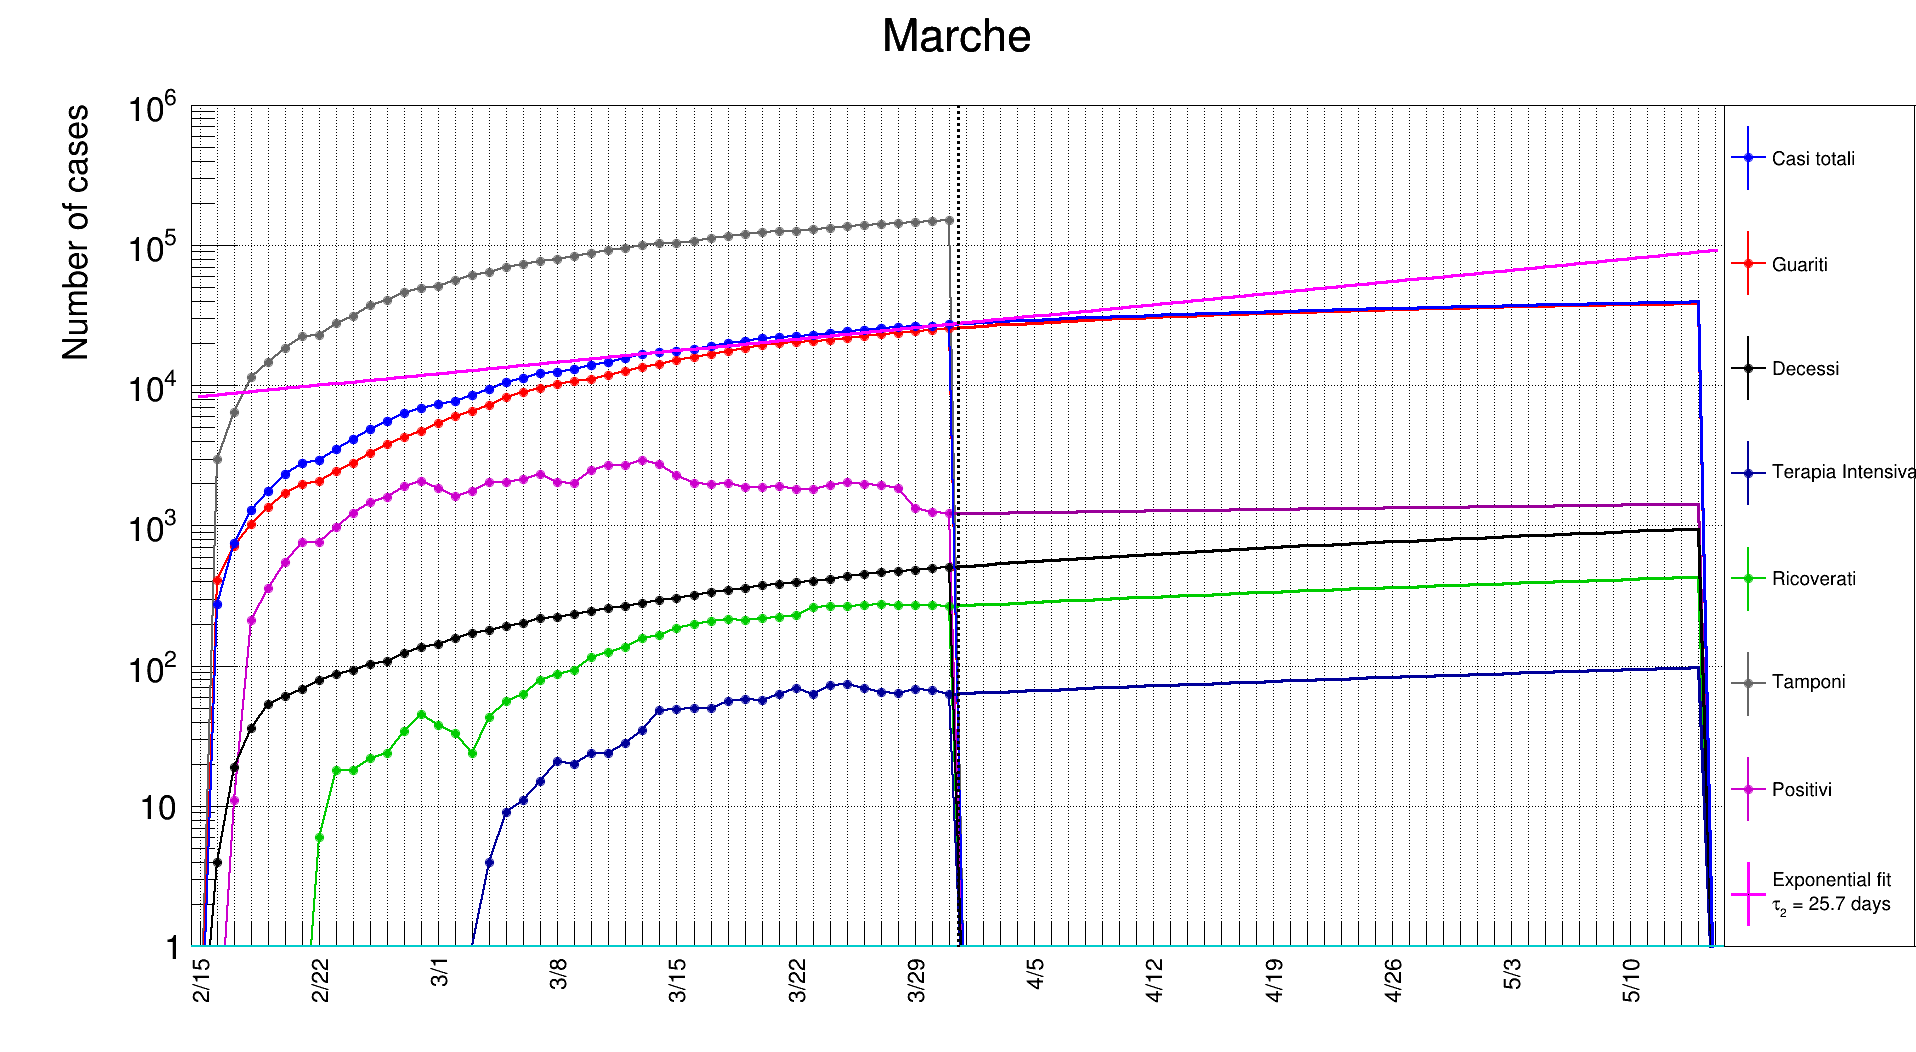 Marche
Number of cases
10^6
10^5
10^4
10^3
10^2
10
1
2/15 2/22 3/1 3/8 3/15 3/22 3/29 4/5 4/12 4/19 4/26 5/3 5/10
Casi totali
Guariti
Decessi
Terapia Intensiva
Ricoverati
Tamponi
Positivi
Exponential fit
τ₂ = 25.7 days